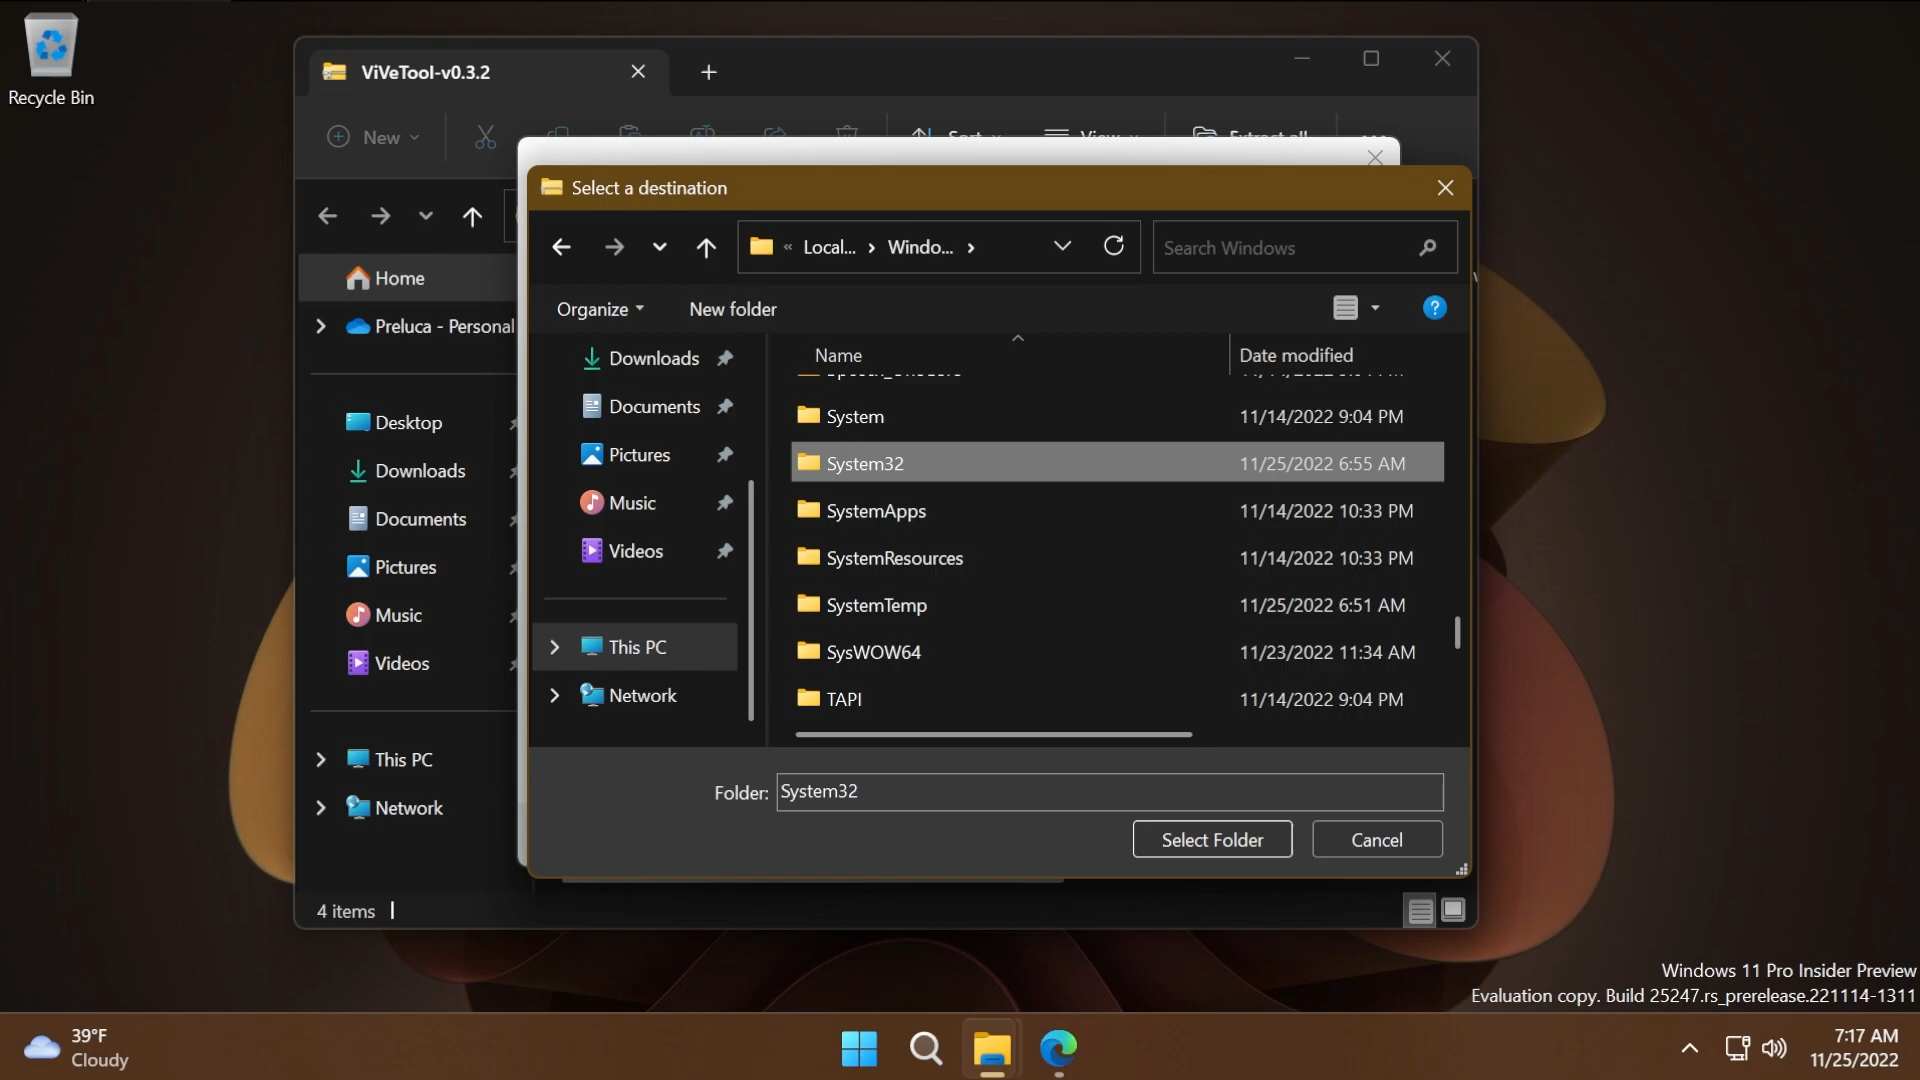 Recycle Bin
ViVeTool-v0.3.2
New
Sort
View
Extract all
Select a destination
« Local... > Windo... >
Search Windows
Organize
New folder
Home
Preluca - Personal
Desktop
Downloads
Documents
Pictures
Music
Videos
This PC
Network
4 items
Downloads
Documents
Pictures
Music
Videos
This PC
Network
Name
Date modified
System 11/14/2022 9:04 PM
System32 11/25/2022 6:55 AM
SystemApps 11/14/2022 10:33 PM
SystemResources 11/14/2022 10:33 PM
SystemTemp 11/25/2022 6:51 AM
SysWOW64 11/23/2022 11:34 AM
TAPI 11/14/2022 9:04 PM
Folder: System32
Select Folder
Cancel
Windows 11 Pro Insider Preview
Evaluation copy. Build 25247.rs_prerelease.221114-1311
39°F
Cloudy
7:17 AM
11/25/2022